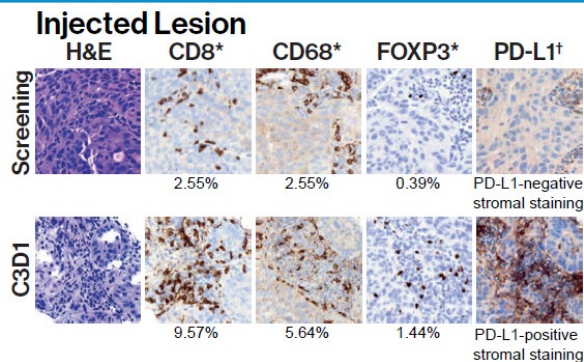 Injected Lesion
H&E CD8* CD68* FOXP3* PD-L1†
Screening
2.55% 2.55% 0.39% PD-L1-negative
stromal staining
C3D1
9.57% 5.64% 1.44% PD-L1-positive
stromal staining